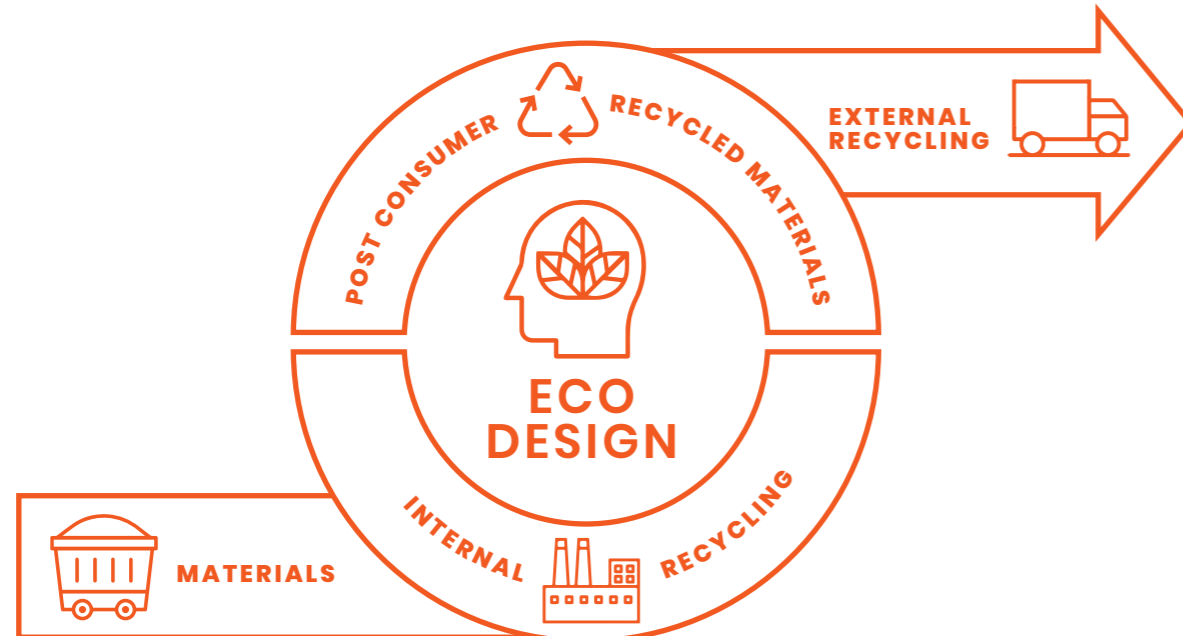 POST CONSUMER RECYCLED MATERIALS
EXTERNAL
RECYCLING
ECO
DESIGN
INTERNAL RECYCLING
MATERIALS